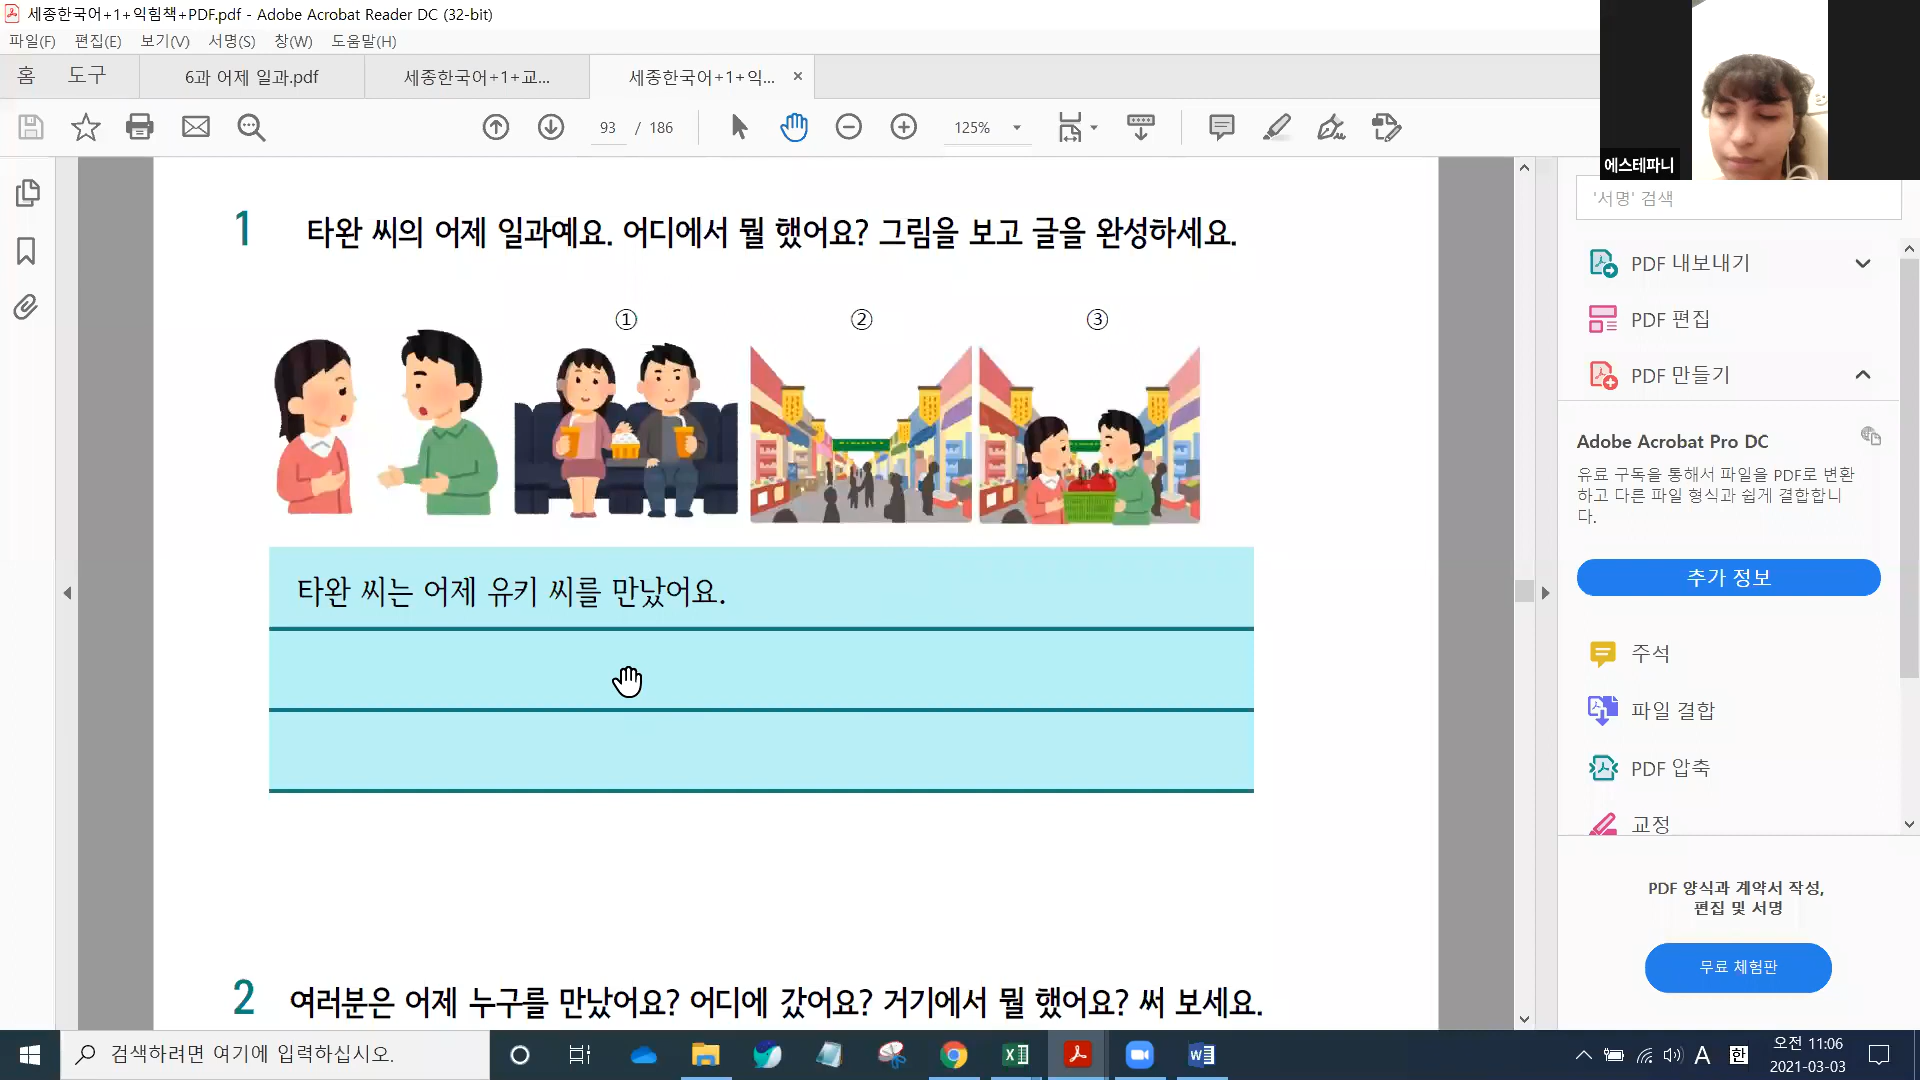 세종한국어+1+익힘책+PDF.pdf - Adobe Acrobat Reader DC (32-bit)
파일(F) 편집(E) 보기(V) 서명(S) 창(W) 도움말(H)
홈 도구 6과 어제 일과.pdf 세종한국어+1+교... 세종한국어+1+익... ×
93 / 186 125%
에스테파니
'서명' 검색
1 타완 씨의 어제 일과예요. 어디에서 뭘 했어요? 그림을 보고 글을 완성하세요.
① ② ③
타완 씨는 어제 유키 씨를 만났어요.
2 여러분은 어제 누구를 만났어요? 어디에 갔어요? 거기에서 뭘 했어요? 써 보세요.
PDF 내보내기
PDF 편집
PDF 만들기
Adobe Acrobat Pro DC
유료 구독을 통해서 파일을 PDF로 변환
하고 다른 파일 형식과 쉽게 결합합니
다.
추가 정보
주석
파일 결합
PDF 압축
교정
PDF 양식과 계약서 작성,
편집 및 서명
무료 체험판
검색하려면 여기에 입력하십시오.
A 한 오전 11:06
2021-03-03